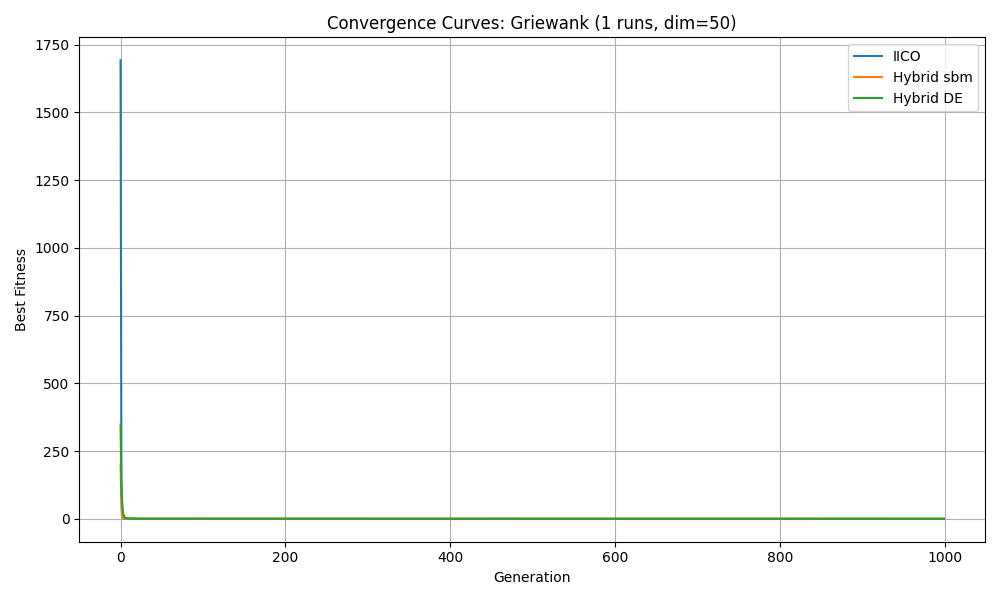 Convergence Curves: Griewank (1 runs, dim=50)
IICO
Hybrid sbm
Hybrid DE
Best Fitness
1750
1500
1250
1000
750
500
250
0
0 200 400 600 800 1000
Generation